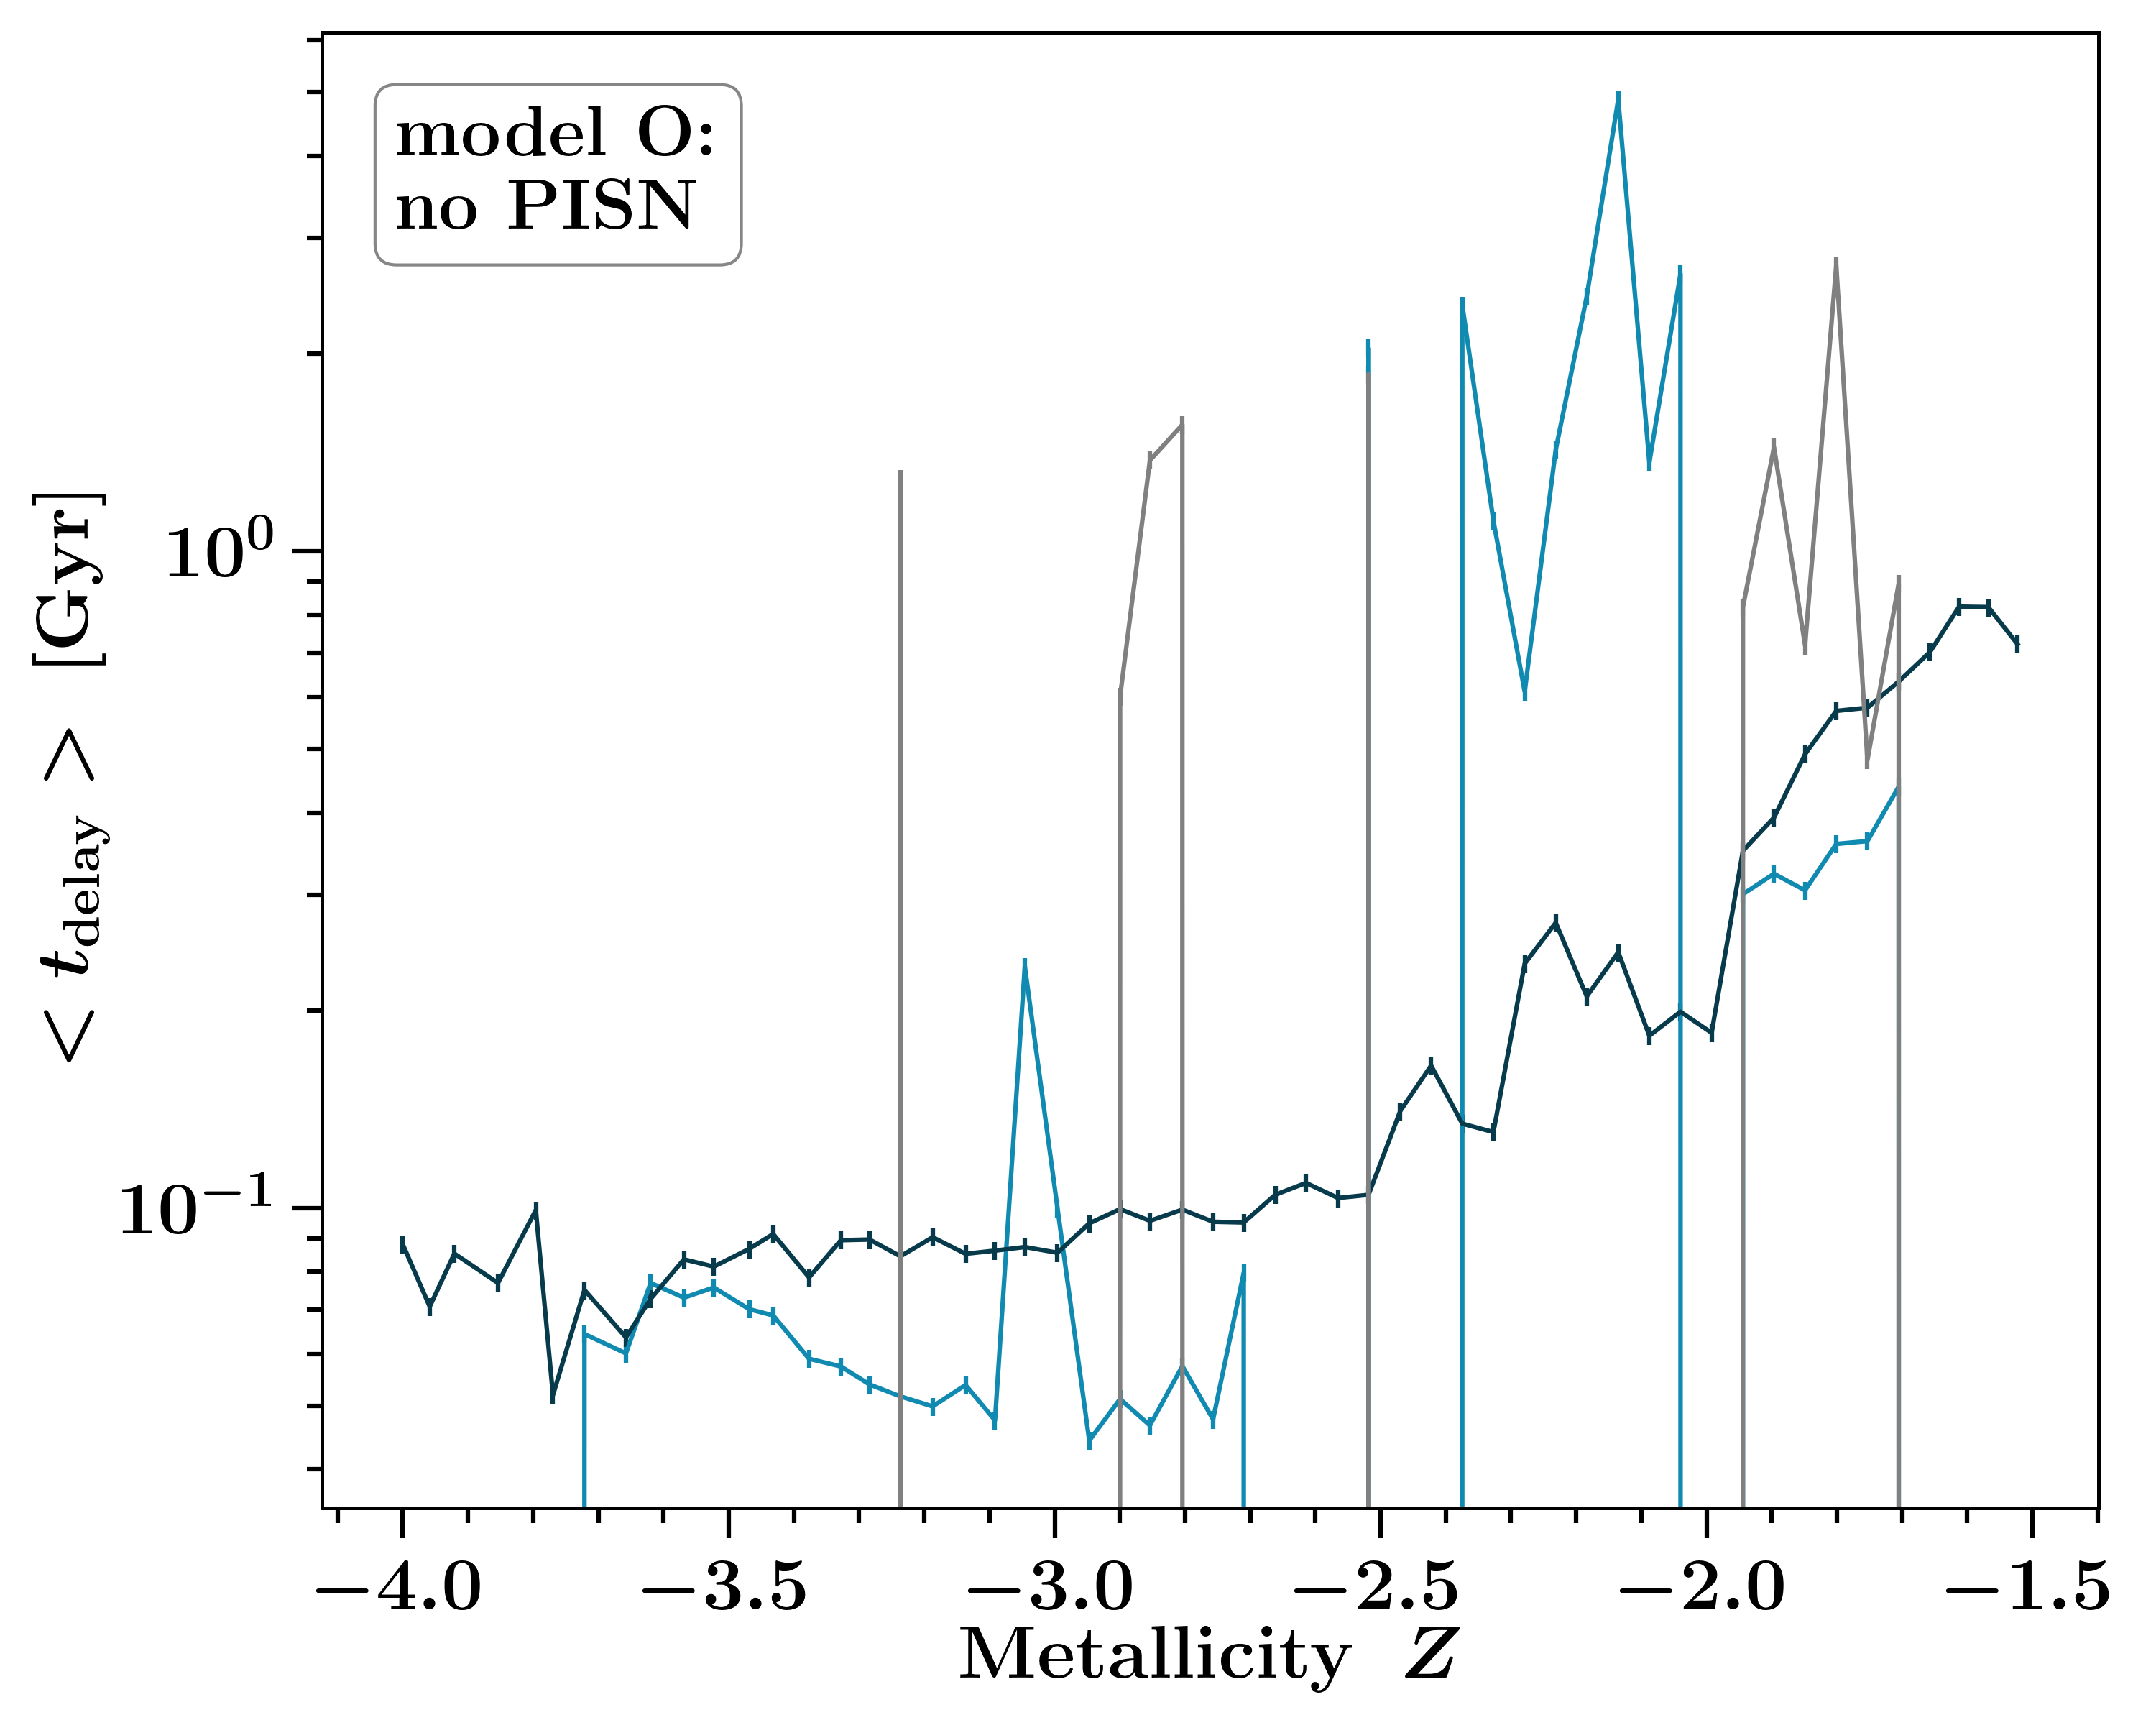 model O:
no PISN
< t_delay > [Gyr]
10^0
10^−1
−4.0 −3.5 −3.0 −2.5 −2.0 −1.5
Metallicity Z